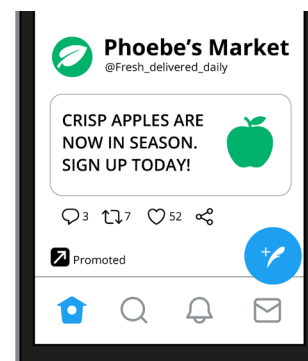 Phoebe's Market
@Fresh_delivered_daily
CRISP APPLES ARE
NOW IN SEASON.
SIGN UP TODAY!
3 7 52
Promoted